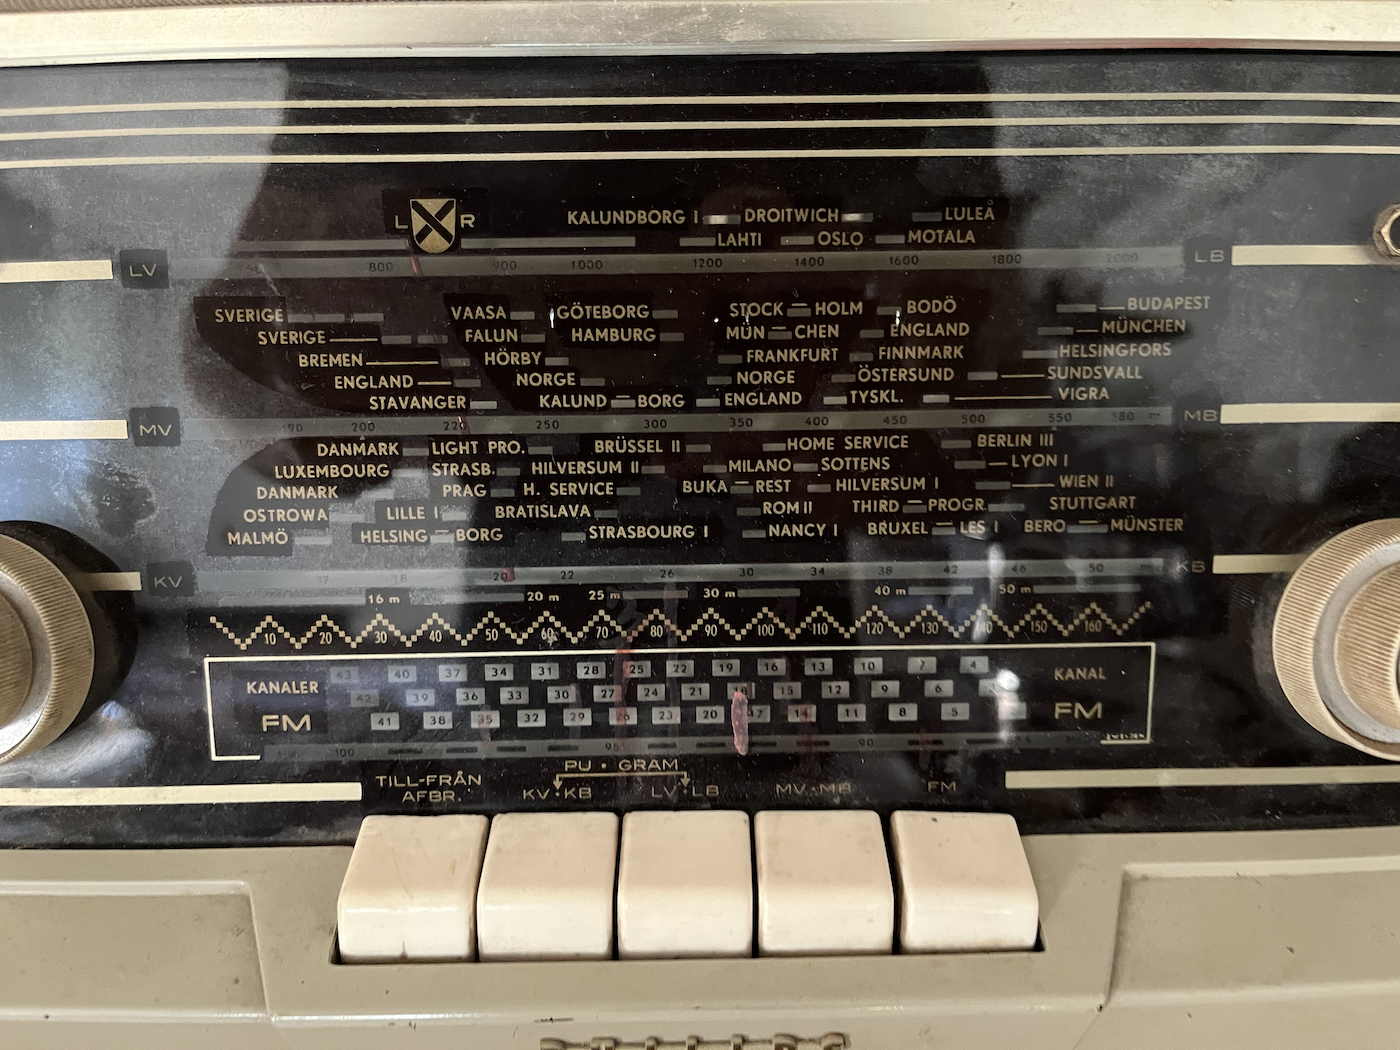 L R KALUNDBORG I DROITWICH LULEÅ
LAHTI OSLO MOTALA
LV 800 900 1000 1200 1400 1600 1800 2000 LB
SVERIGE VAASA GÖTEBORG STOCK HOLM BODÖ BUDAPEST
SVERIGE FALUN HAMBURG MÜN CHEN ENGLAND MÜNCHEN
BREMEN HÖRBY FRANKFURT FINNMARK HELSINGFORS
ENGLAND NORGE NORGE ÖSTERSUND SUNDSVALL
STAVANGER KALUND BORG ENGLAND TYSKL. VIGRA
MV 190 200 220 250 300 350 400 450 500 550 580 m MB
DANMARK LIGHT PRO. BRÜSSEL II HOME SERVICE BERLIN III
LUXEMBOURG STRASB. HILVERSUM II MILANO SOTTENS LYON I
DANMARK PRAG H. SERVICE BUKA REST HILVERSUM I WIEN II
OSTROWA LILLE I BRATISLAVA ROM II THIRD PROGR. STUTTGART
MALMÖ HELSING BORG STRASBOURG I NANCY I BRUXEL LES I BERO MÜNSTER
KV 17 18 20 22 26 30 34 38 42 46 50 KB
16 m 20 m 25 m 30 m 40 m 50 m
10 20 30 40 50 60 70 80 90 100 110 120 130 140 150 160
KANALER 43 40 37 34 31 28 25 22 19 16 13 10 7 4 KANAL
42 39 36 33 30 27 24 21 18 15 12 9 6
FM 41 38 35 32 29 26 23 20 17 14 11 8 5 FM
100 95 90
PU • GRAM
TILL-FRÅN KV•KB LV•LB MV•MB FM
AFBR.